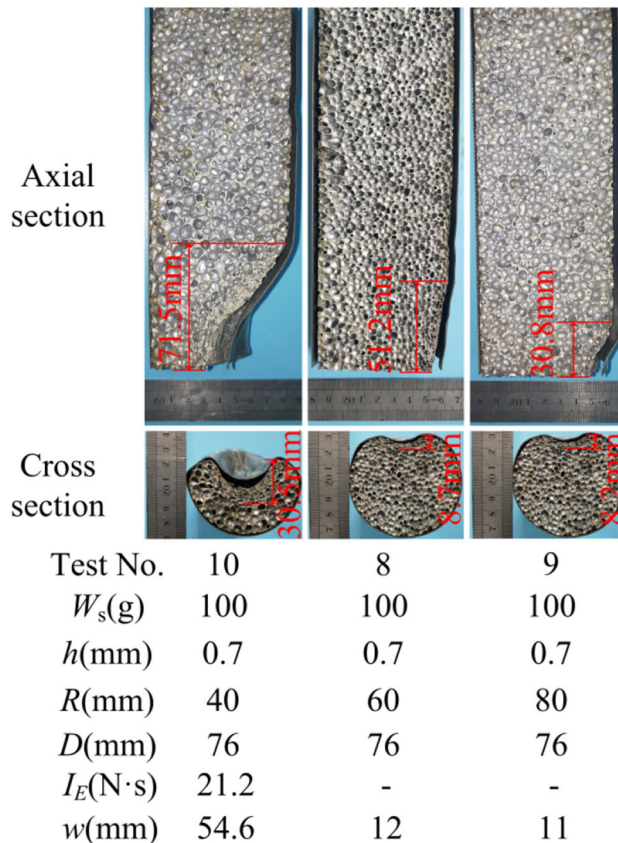 Axial
section
71.5mm
51.2mm
30.8mm
Cross
section
8.7mm
8.2mm
Test No. 10 8 9
Ws(g) 100 100 100
h(mm) 0.7 0.7 0.7
R(mm) 40 60 80
D(mm) 76 76 76
IE(N·s) 21.2 - -
w(mm) 54.6 12 11